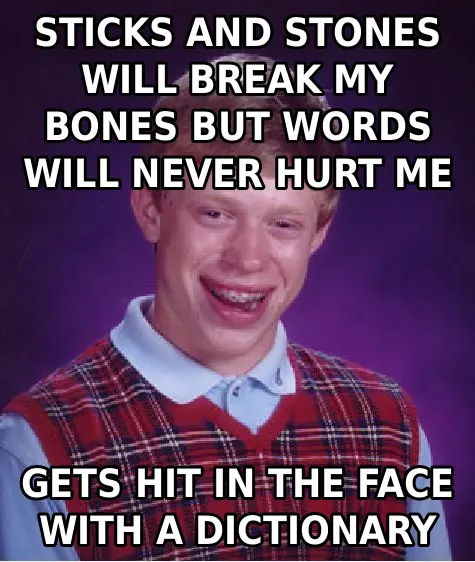 STICKS AND STONES
WILL BREAK MY
BONES BUT WORDS
WILL NEVER HURT ME
GETS HIT IN THE FACE
WITH A DICTIONARY